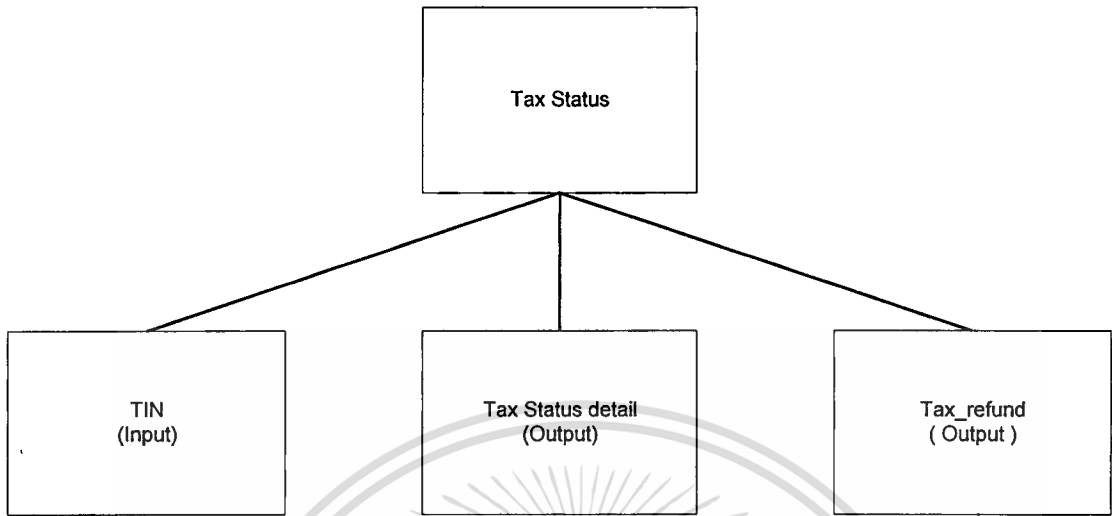 Tax Status
TIN
(Input)
Tax Status detail
(Output)
Tax_refund
( Output )